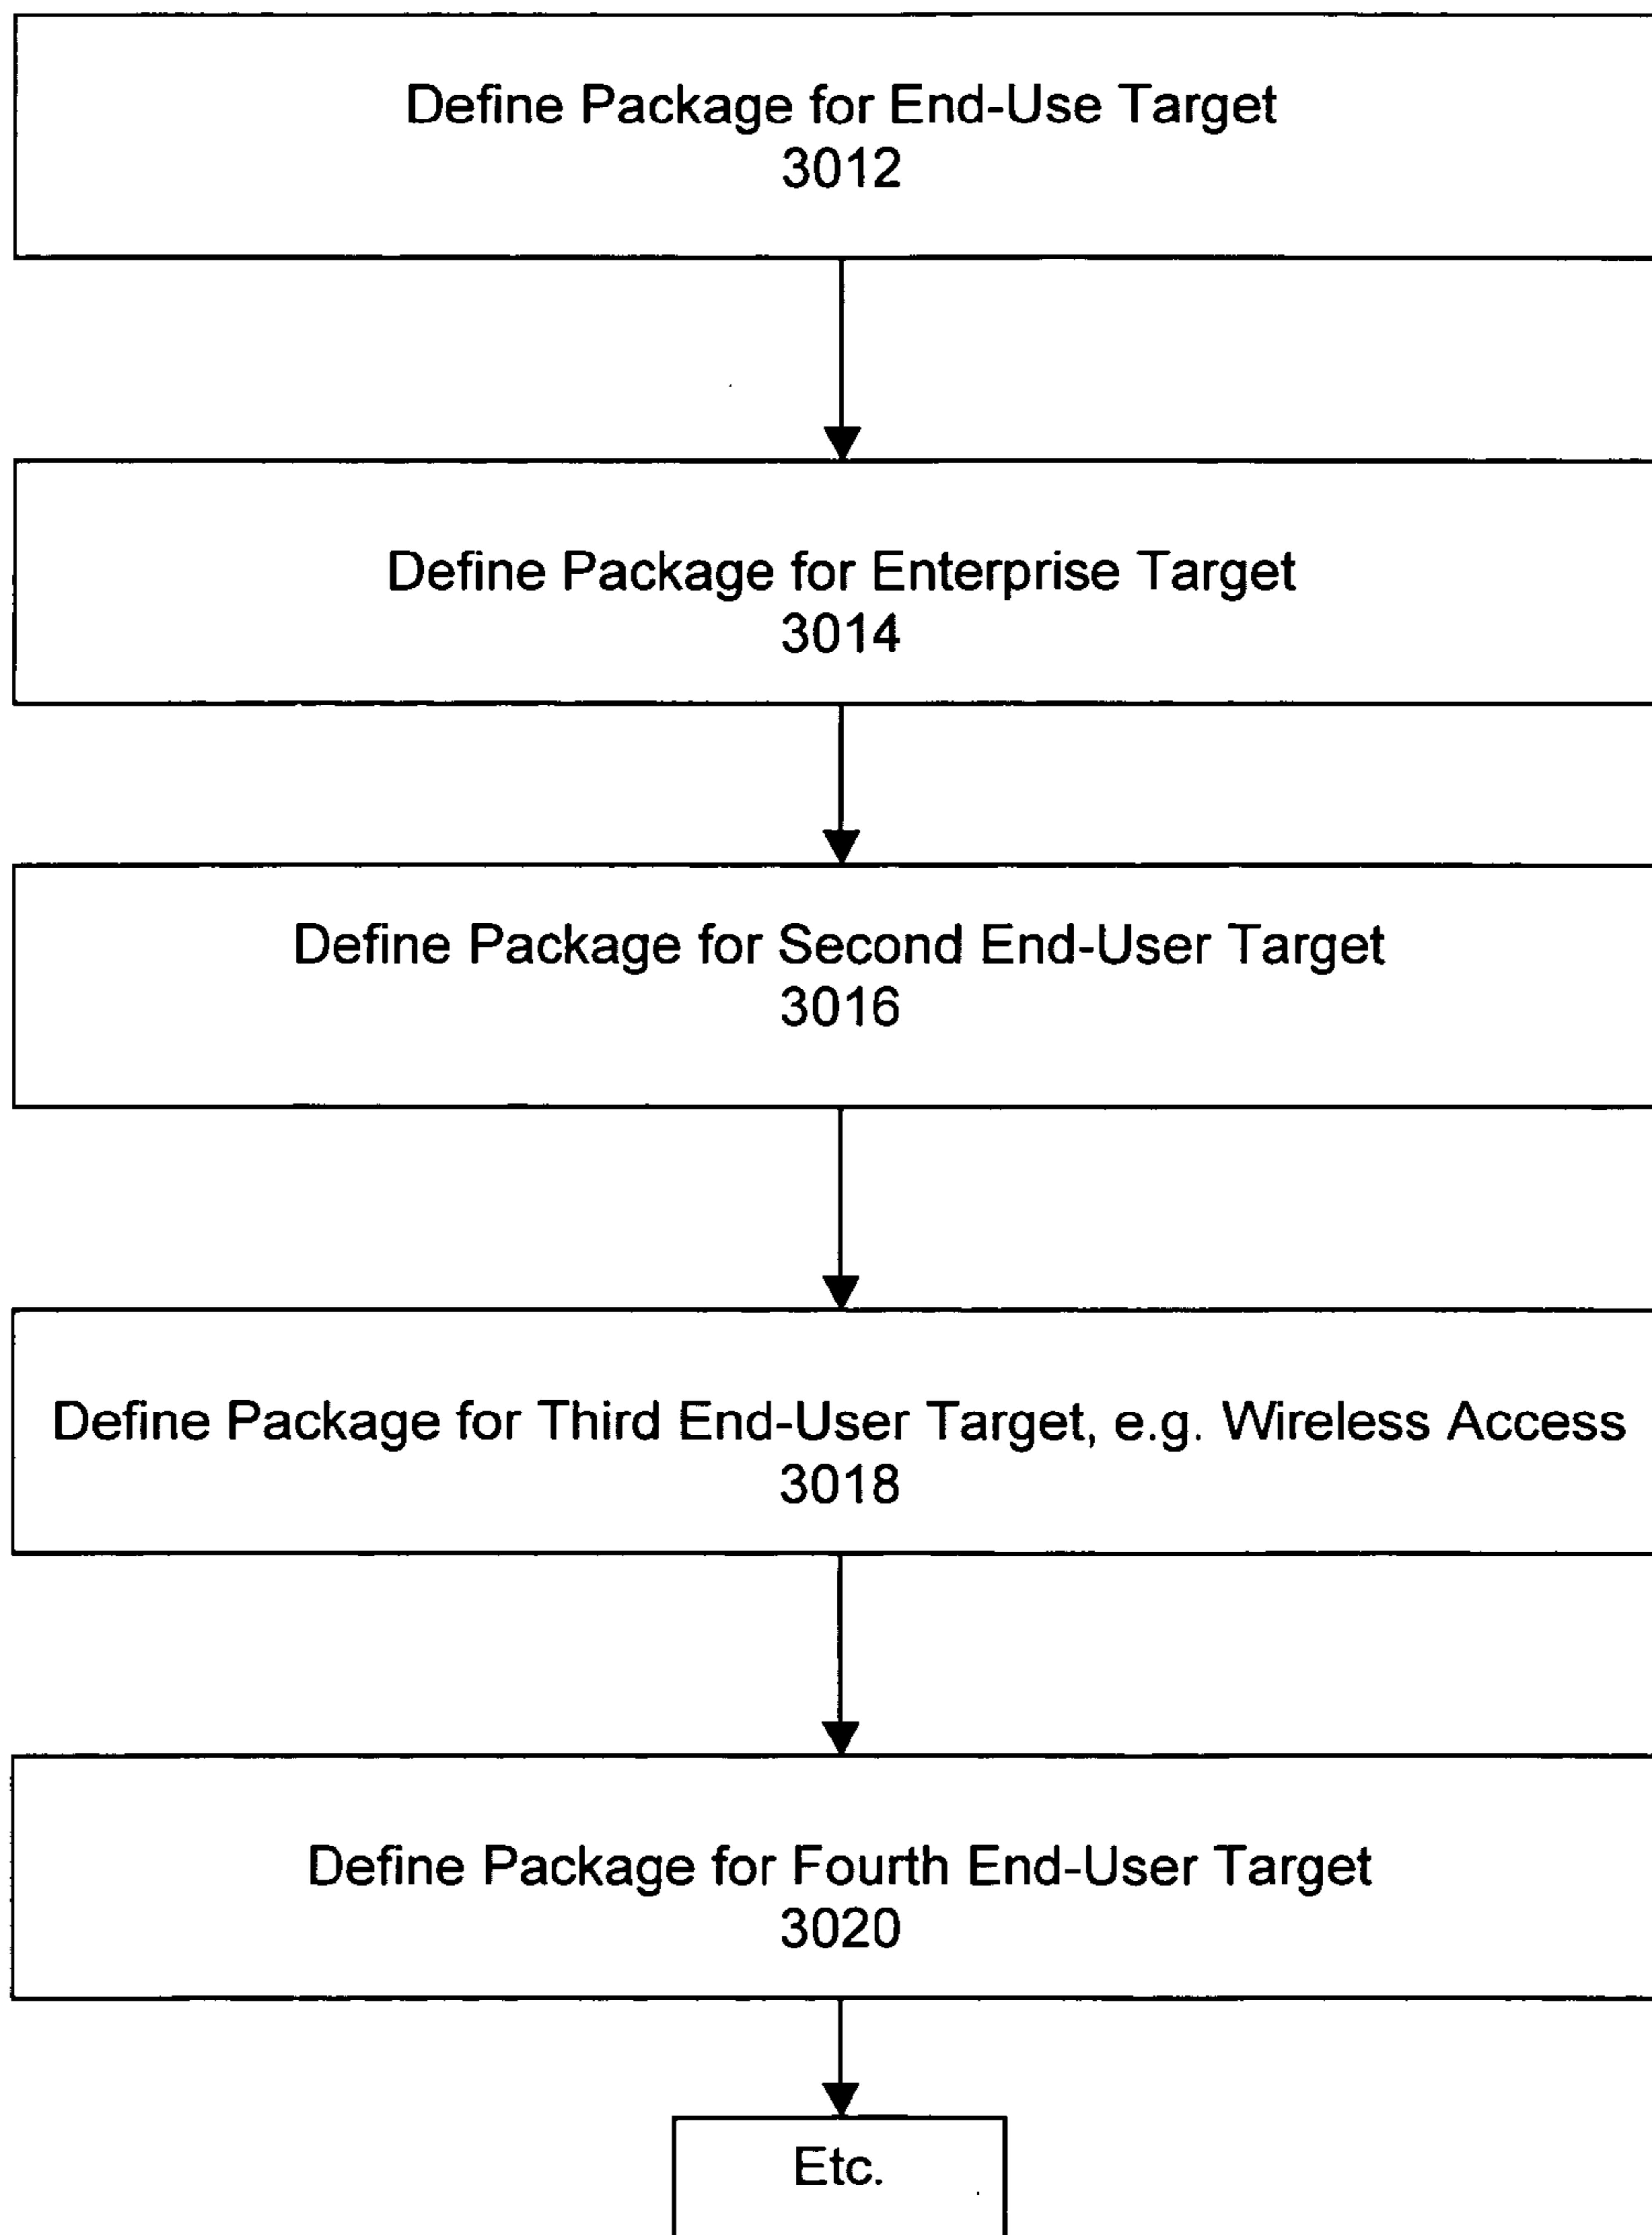 Define Package for End-Use Target
3012
Define Package for Enterprise Target
3014
Define Package for Second End-User Target
3016
Define Package for Third End-User Target, e.g. Wireless Access
3018
Define Package for Fourth End-User Target
3020
Etc.